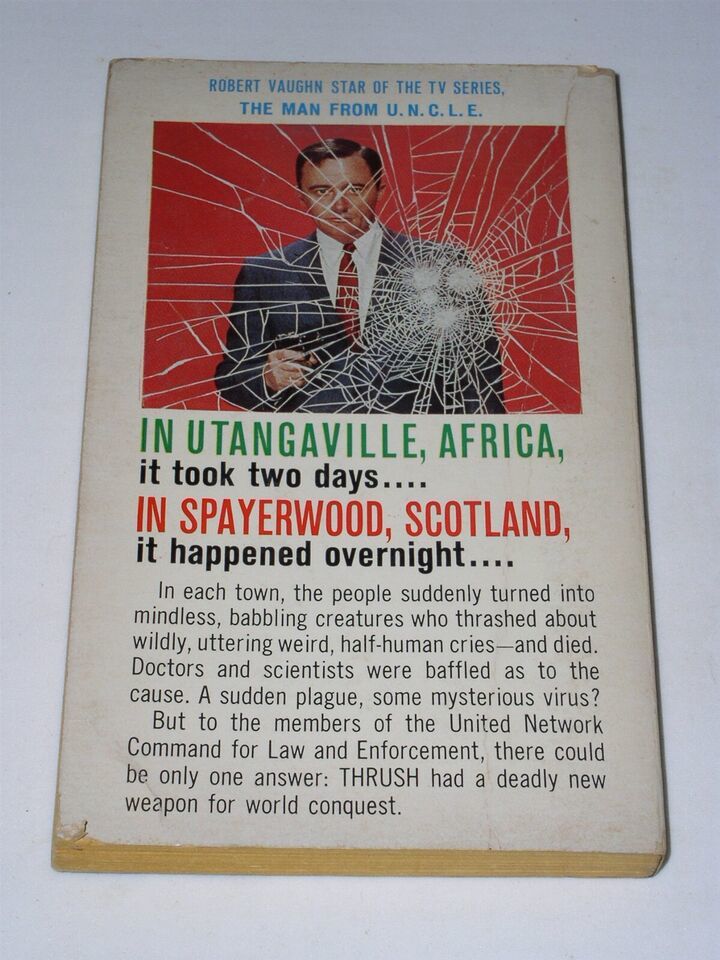 ROBERT VAUGHN STAR OF THE TV SERIES,
THE MAN FROM U.N.C.L.E.
IN UTANGAVILLE, AFRICA,
it took two days....
IN SPAYERWOOD, SCOTLAND,
it happened overnight....
In each town, the people suddenly turned into
mindless, babbling creatures who thrashed about
wildly, uttering weird, half-human cries—and died.
Doctors and scientists were baffled as to the
cause. A sudden plague, some mysterious virus?
But to the members of the United Network
Command for Law and Enforcement, there could
be only one answer: THRUSH had a deadly new
weapon for world conquest.